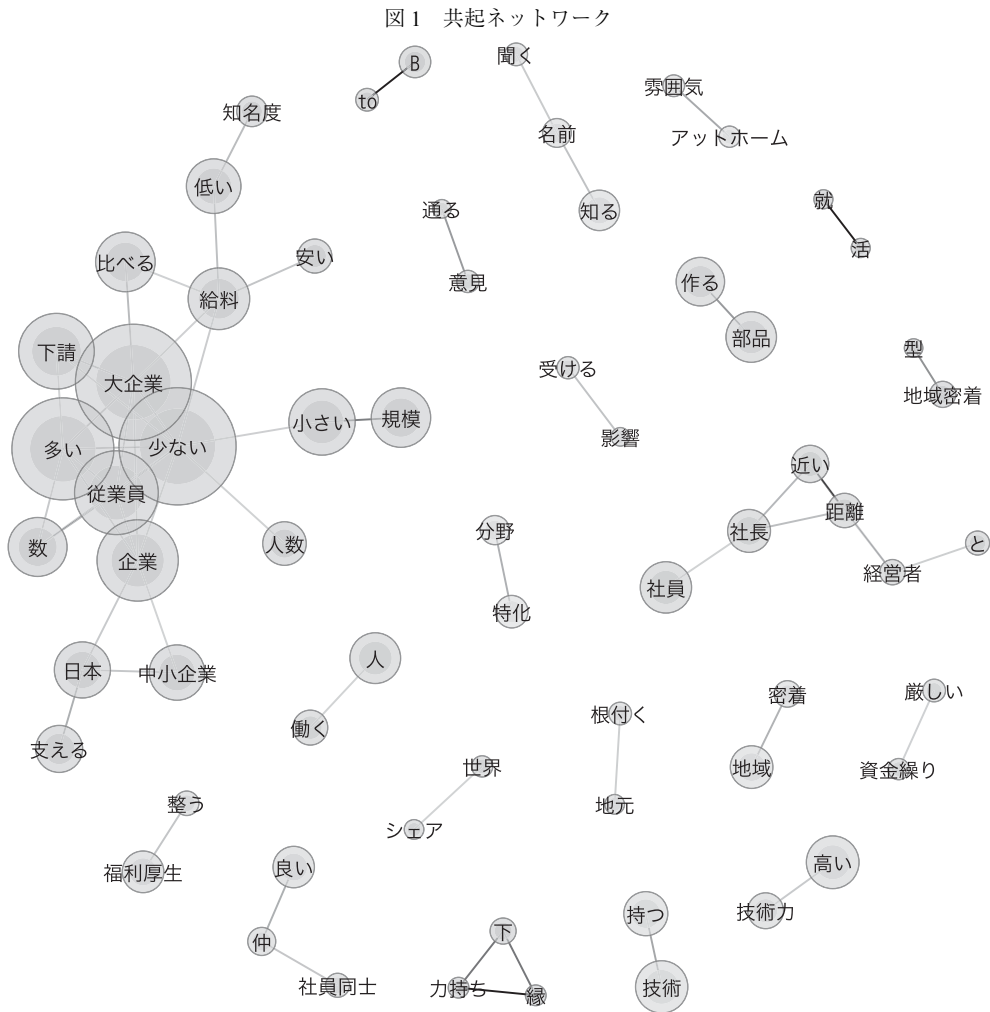 図1　共起ネットワーク
B
to
聞く
雰囲気
知名度
名前
アットホーム
低い
通る
知る
就
活
比べる
安い
意見
作る
給料
部品
下請
大企業
受ける
型
地域密着
小さい
規模
影響
多い
少ない
近い
従業員
距離
社長
分野
数
企業
人数
と
経営者
社員
特化
日本
中小企業
人
密着
厳しい
根付く
働く
支える
世界
地域
資金繰り
整う
地元
シェア
福利厚生
良い
高い
技術力
持つ
仲
下
社員同士
力持ち
縁
技術